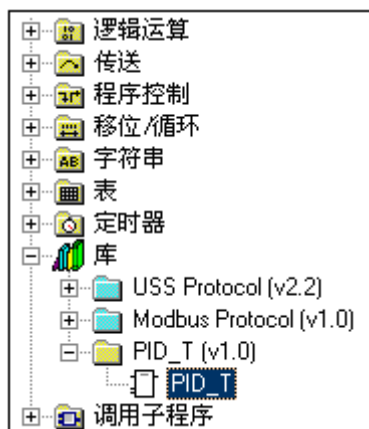 逻辑运算
传送
程序控制
移位/循环
字符串
表
定时器
库
USS Protocol (v2.2)
Modbus Protocol (v1.0)
PID_T (v1.0)
PID_T
调用子程序